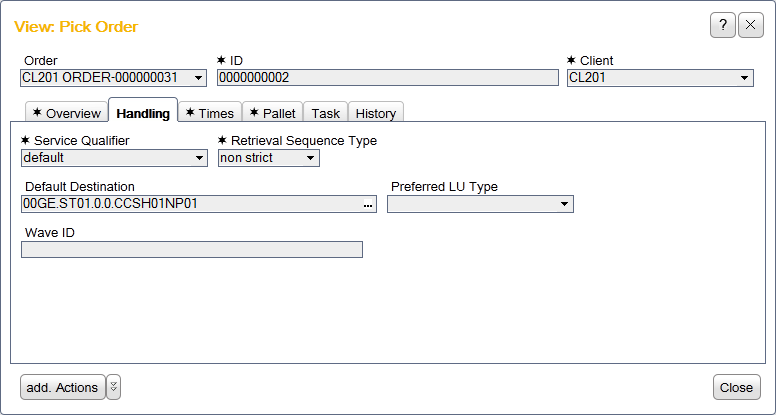 View: Pick Order
?
Order ✶ ID ✶ Client
CL201 ORDER-000000031 0000000002 CL201
✶ Overview Handling ✶ Times ✶ Pallet Task History
✶ Service Qualifier ✶ Retrieval Sequence Type
default non strict
Default Destination Preferred LU Type
00GE.ST01.0.0.CCSH01NP01 ...
Wave ID
add. Actions Close